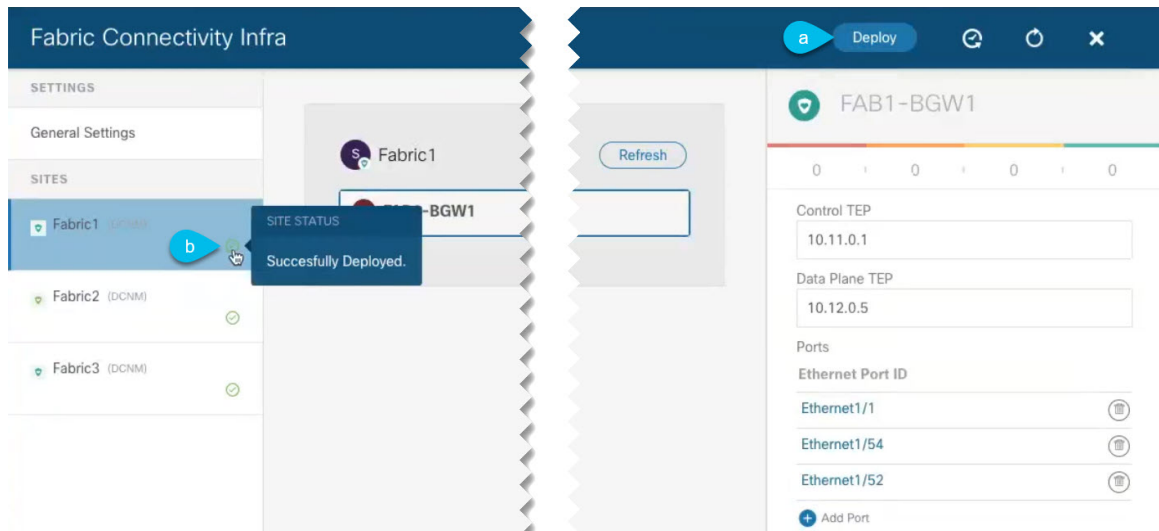 Fabric Connectivity Infra
a
Deploy
SETTINGS
General Settings
SITES
Fabric1 (DCNM)
b
SITE STATUS
Succesfully Deployed.
Fabric2 (DCNM)
Fabric3 (DCNM)
S
Fabric1
Refresh
-BGW1
FAB1-BGW1
0 0 0 0
Control TEP
10.11.0.1
Data Plane TEP
10.12.0.5
Ports
Ethernet Port ID
Ethernet1/1
Ethernet1/54
Ethernet1/52
Add Port